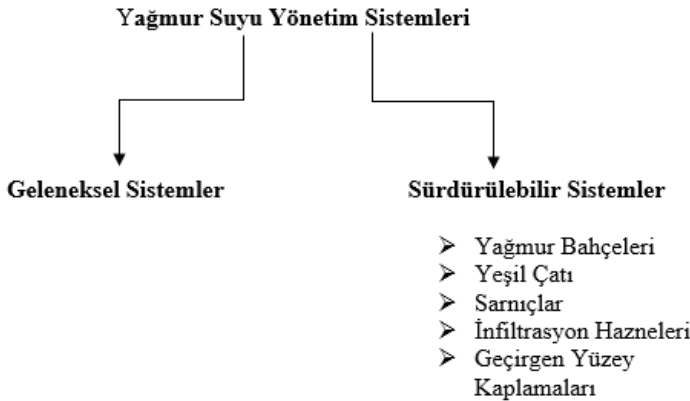 Yağmur Suyu Yönetim Sistemleri
Geleneksel Sistemler
Sürdürülebilir Sistemler
➢ Yağmur Bahçeleri
➢ Yeşil Çatı
➢ Sarnıçlar
➢ İnfiltrasyon Hazneleri
➢ Geçirgen Yüzey
Kaplamaları